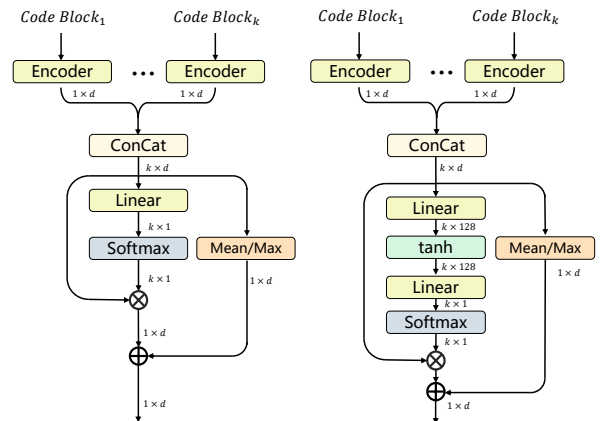 Code Block₁ Code Blockₖ
Encoder ••• Encoder
1 × d 1 × d
ConCat
k × d
Linear
k × 1
Softmax Mean/Max
k × 1 1 × d
1 × d
1 × d
Code Block₁ Code Blockₖ
Encoder ••• Encoder
1 × d 1 × d
ConCat
k × d
Linear
k × 128
tanh Mean/Max
k × 128 1 × d
Linear
k × 1
Softmax
k × 1
1 × d